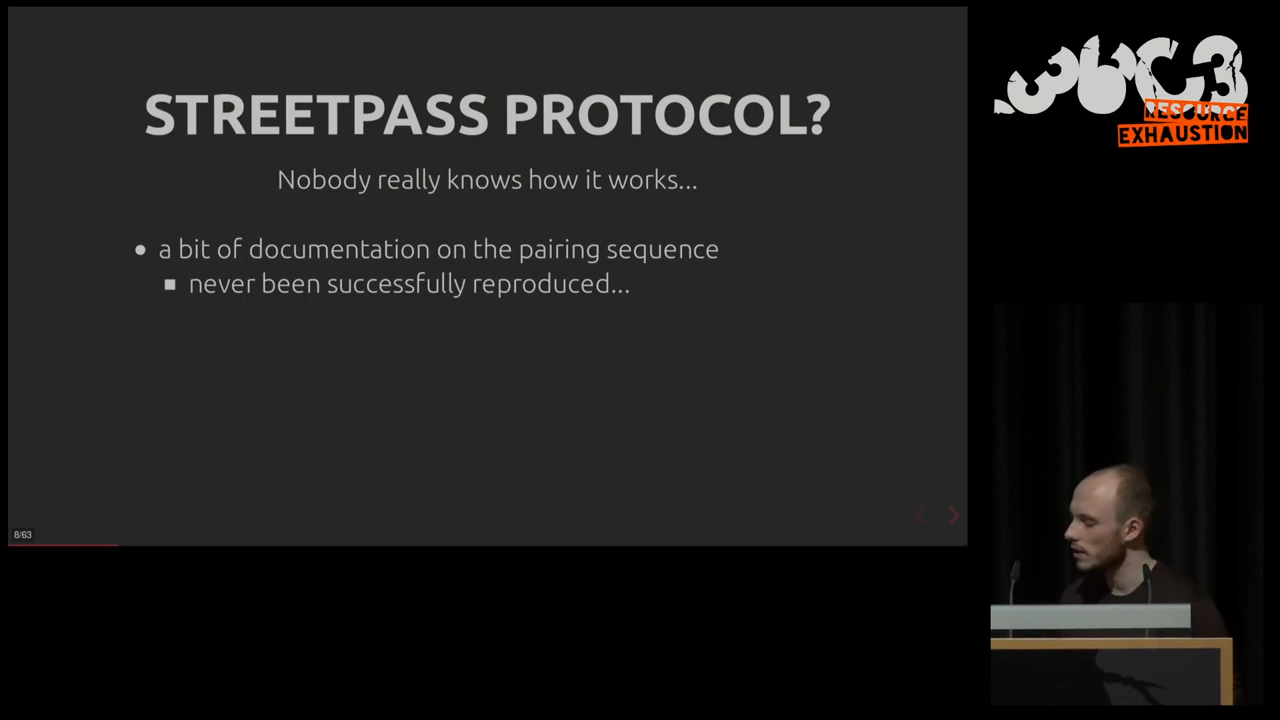 STREETPASS PROTOCOL?
Nobody really knows how it works...
● a bit of documentation on the pairing sequence
■ never been successfully reproduced...
8/63
36C3
RESOURCE
EXHAUSTION